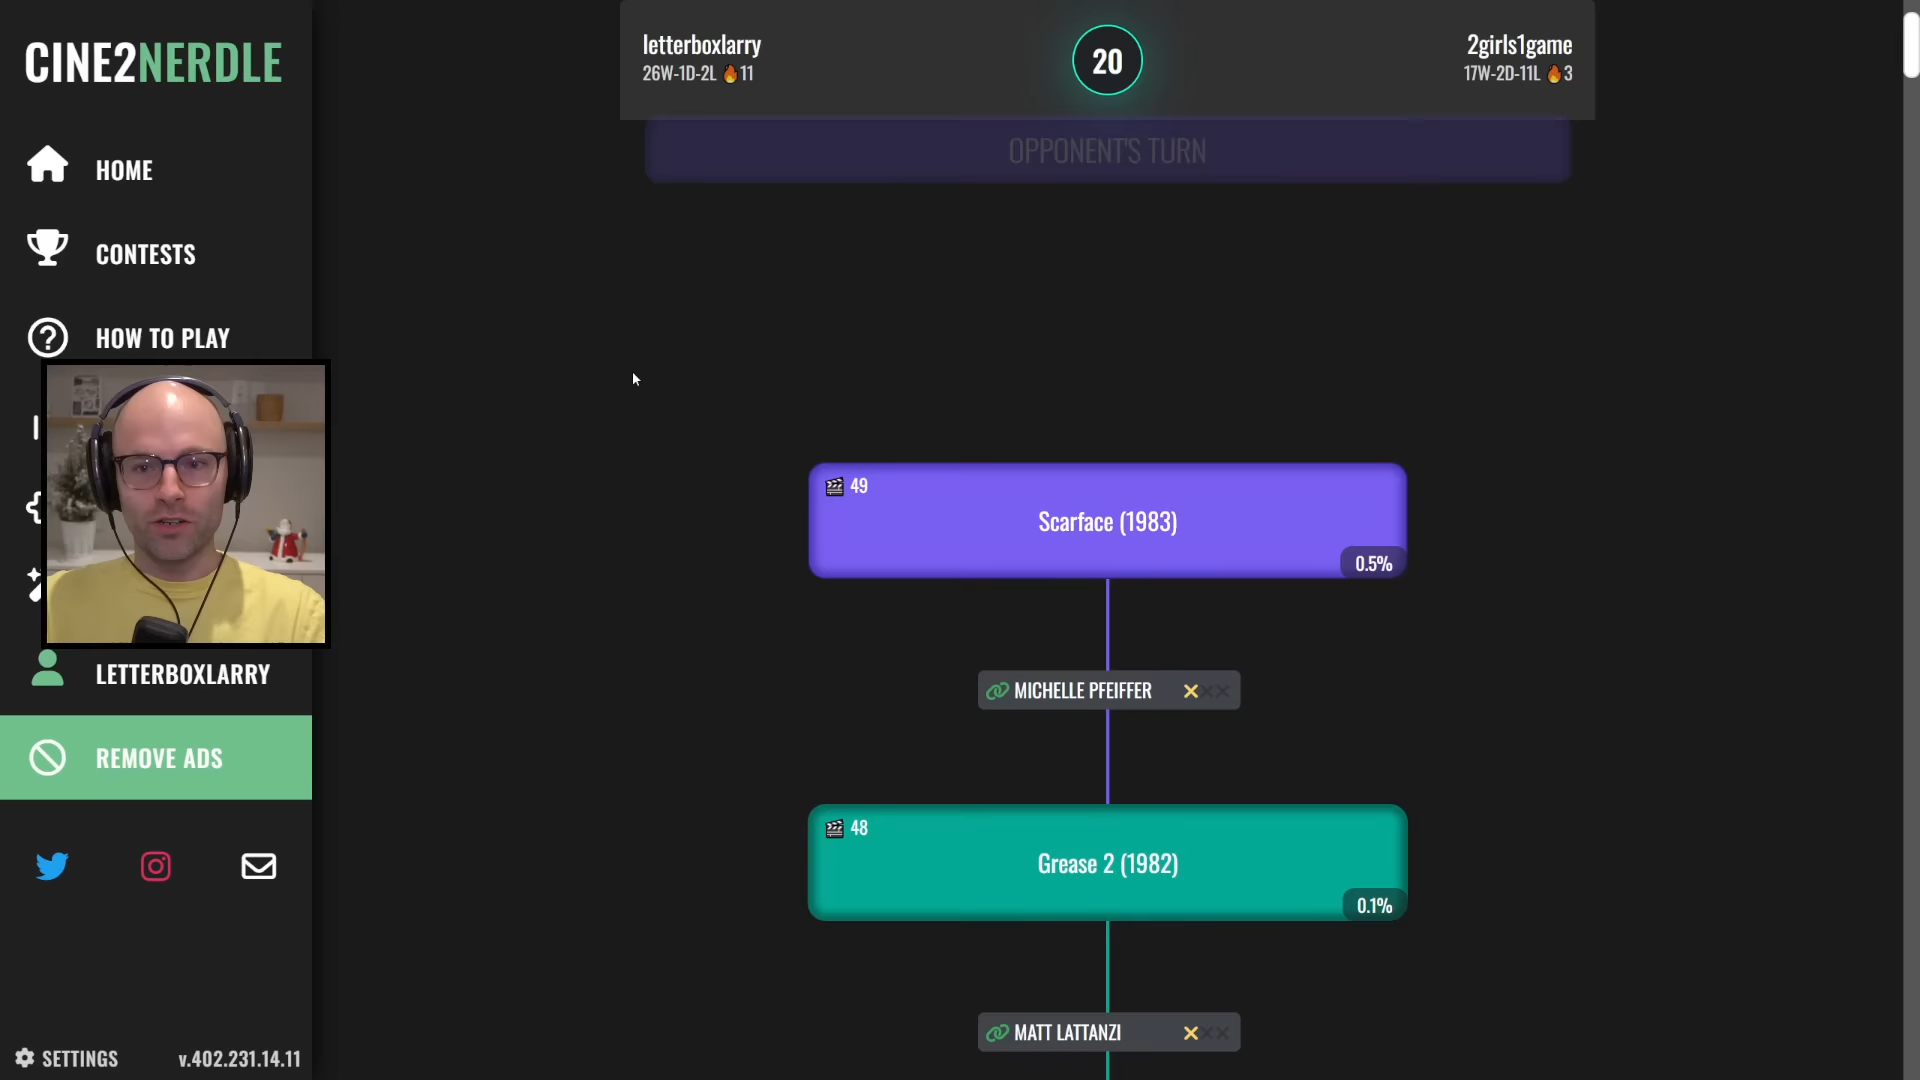 CINE2NERDLE
HOME
CONTESTS
HOW TO PLAY
LETTERBOXLARRY
REMOVE ADS
SETTINGS
v.402.231.14.11
letterboxlarry
26W-1D-2L 🔥11
20
2girls1game
17W-2D-11L 🔥3
OPPONENT'S TURN
49
Scarface (1983)
0.5%
MICHELLE PFEIFFER
48
Grease 2 (1982)
0.1%
MATT LATTANZI